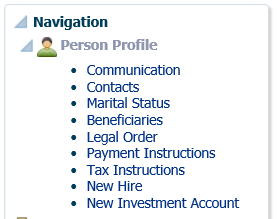 Navigation
Person Profile
Communication
Contacts
Marital Status
Beneficiaries
Legal Order
Payment Instructions
Tax Instructions
New Hire
New Investment Account